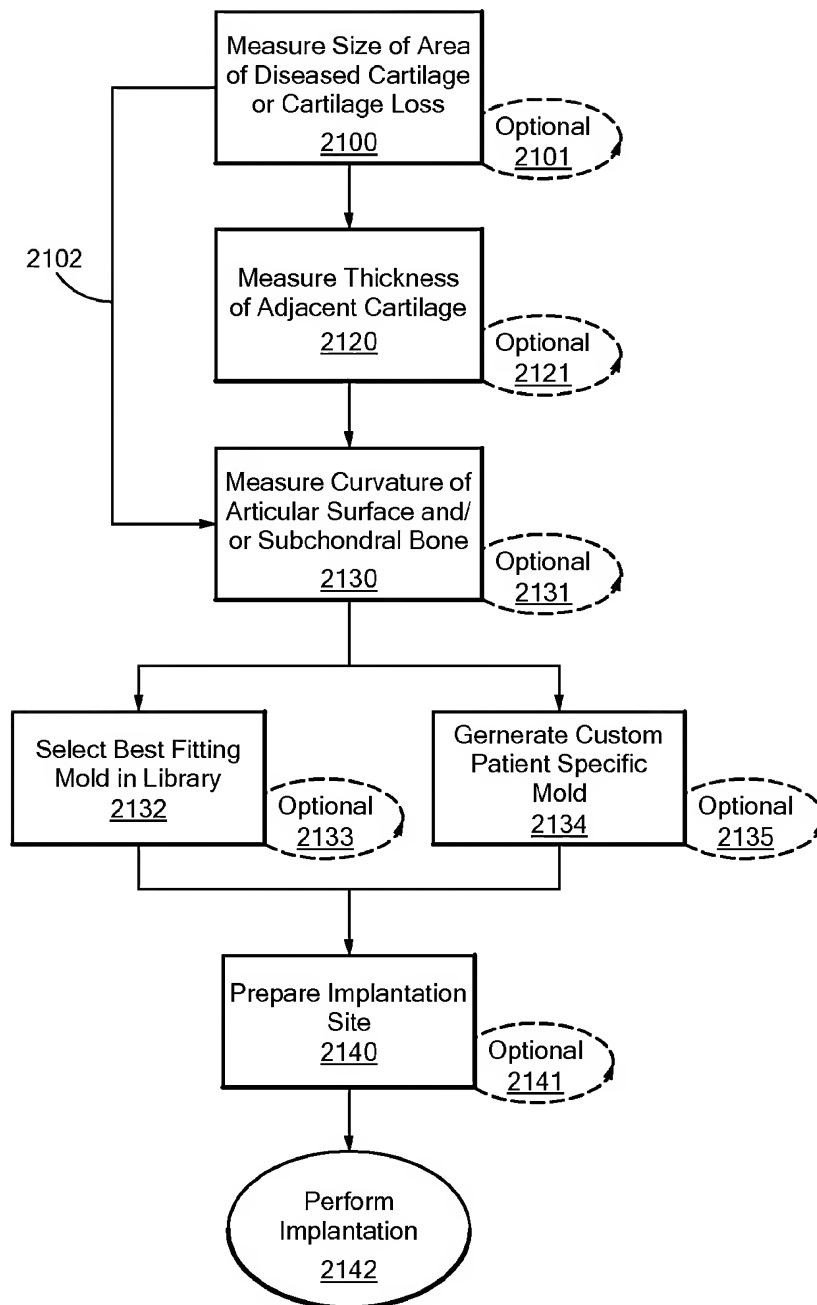 Measure Size of Area
of Diseased Cartilage
or Cartilage Loss
2100
Optional
2101
2102
Measure Thickness
of Adjacent Cartilage
2120
Optional
2121
Measure Curvature of
Articular Surface and/
or Subchondral Bone
2130
Optional
2131
Select Best Fitting
Mold in Library
2132
Optional
2133
Gernerate Custom
Patient Specific
Mold
2134
Optional
2135
Prepare Implantation
Site
2140
Optional
2141
Perform
Implantation
2142